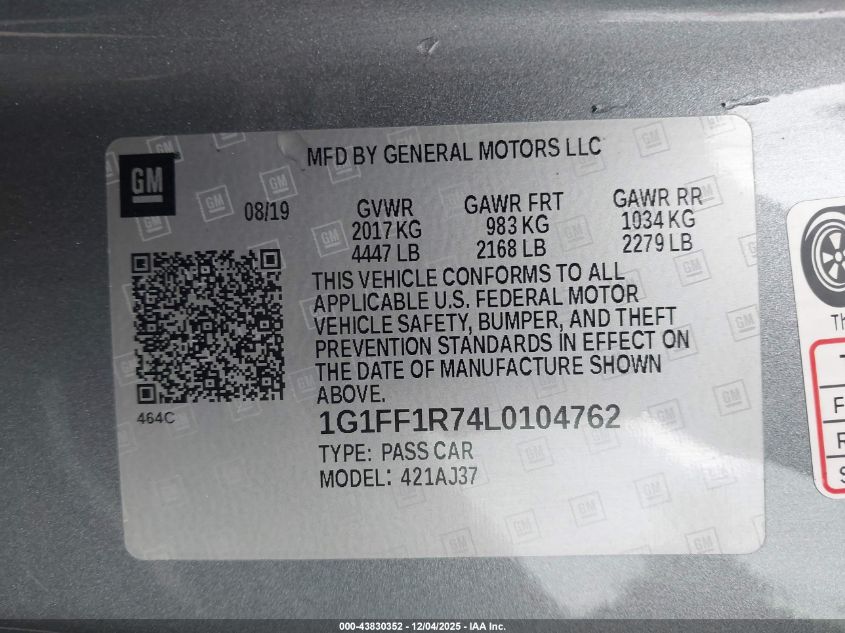 GM
MFD BY GENERAL MOTORS LLC
08/19
GVWR GAWR FRT GAWR RR
2017 KG 983 KG 1034 KG
4447 LB 2168 LB 2279 LB
THIS VEHICLE CONFORMS TO ALL
APPLICABLE U.S. FEDERAL MOTOR
VEHICLE SAFETY, BUMPER, AND THEFT
PREVENTION STANDARDS IN EFFECT ON
THE DATE OF MANUFACTURE SHOWN
ABOVE.
464C
1G1FF1R74L0104762
TYPE: PASS CAR
MODEL: 421AJ37
000-43830352 - 12/04/2025 - IAA Inc.